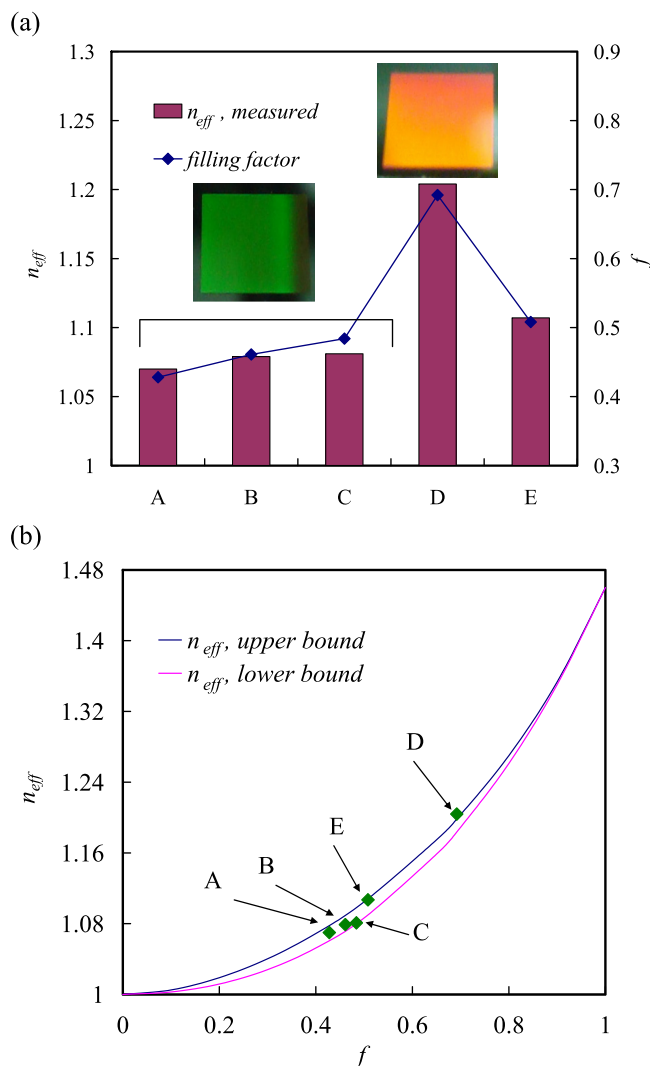 (a)
1.3
0.9
n_eff , measured
1.25
0.8
filling factor
1.2
0.7
n_eff
1.15
0.6
f
1.1
0.5
1.05
0.4
1
0.3
A B C D E
(b)
1.48
n_eff , upper bound
1.4
n_eff , lower bound
1.32
D
n_eff
1.24
E
1.16
B
A
C
1.08
1
0 0.2 0.4 0.6 0.8 1
f